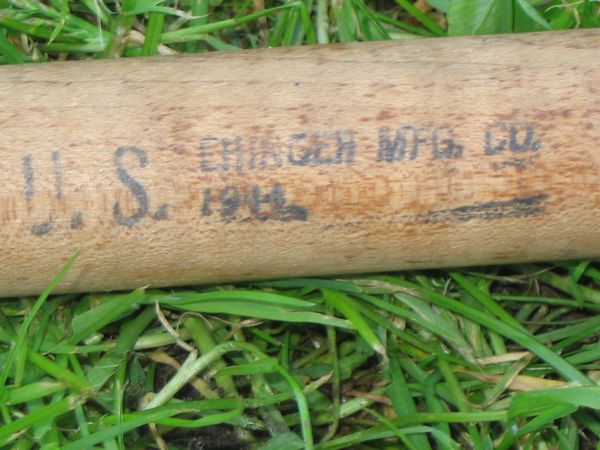 U. S. EHINGER MFG. CO.
1944